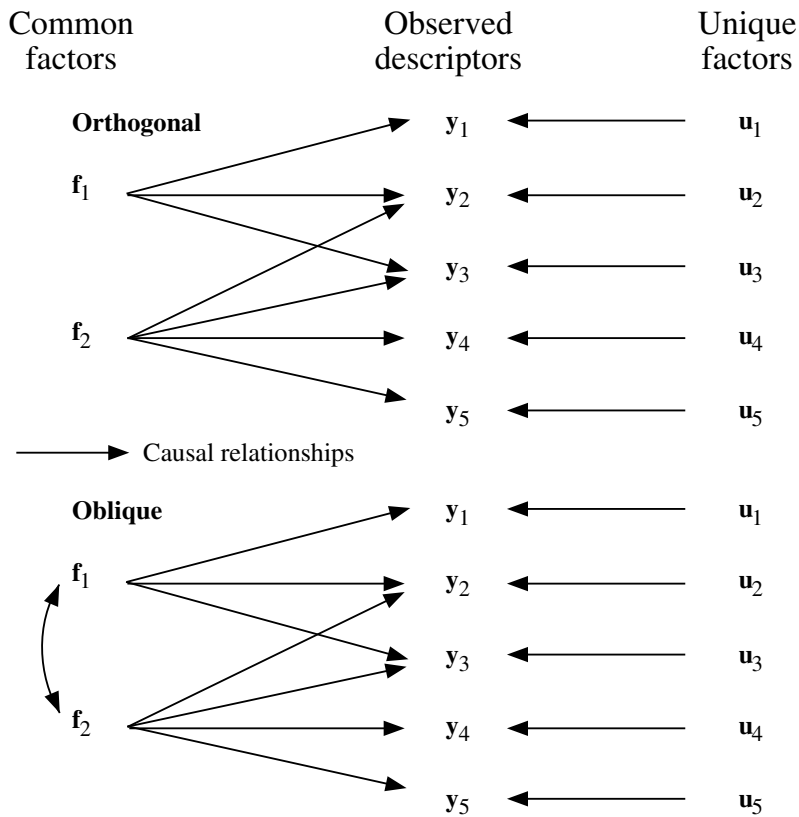 Common factors
Observed descriptors
Unique factors
Orthogonal
y1
u1
f1
y2
u2
y3
u3
f2
y4
u4
y5
u5
Causal relationships
Oblique
y1
u1
f1
y2
u2
y3
u3
f2
y4
u4
y5
u5